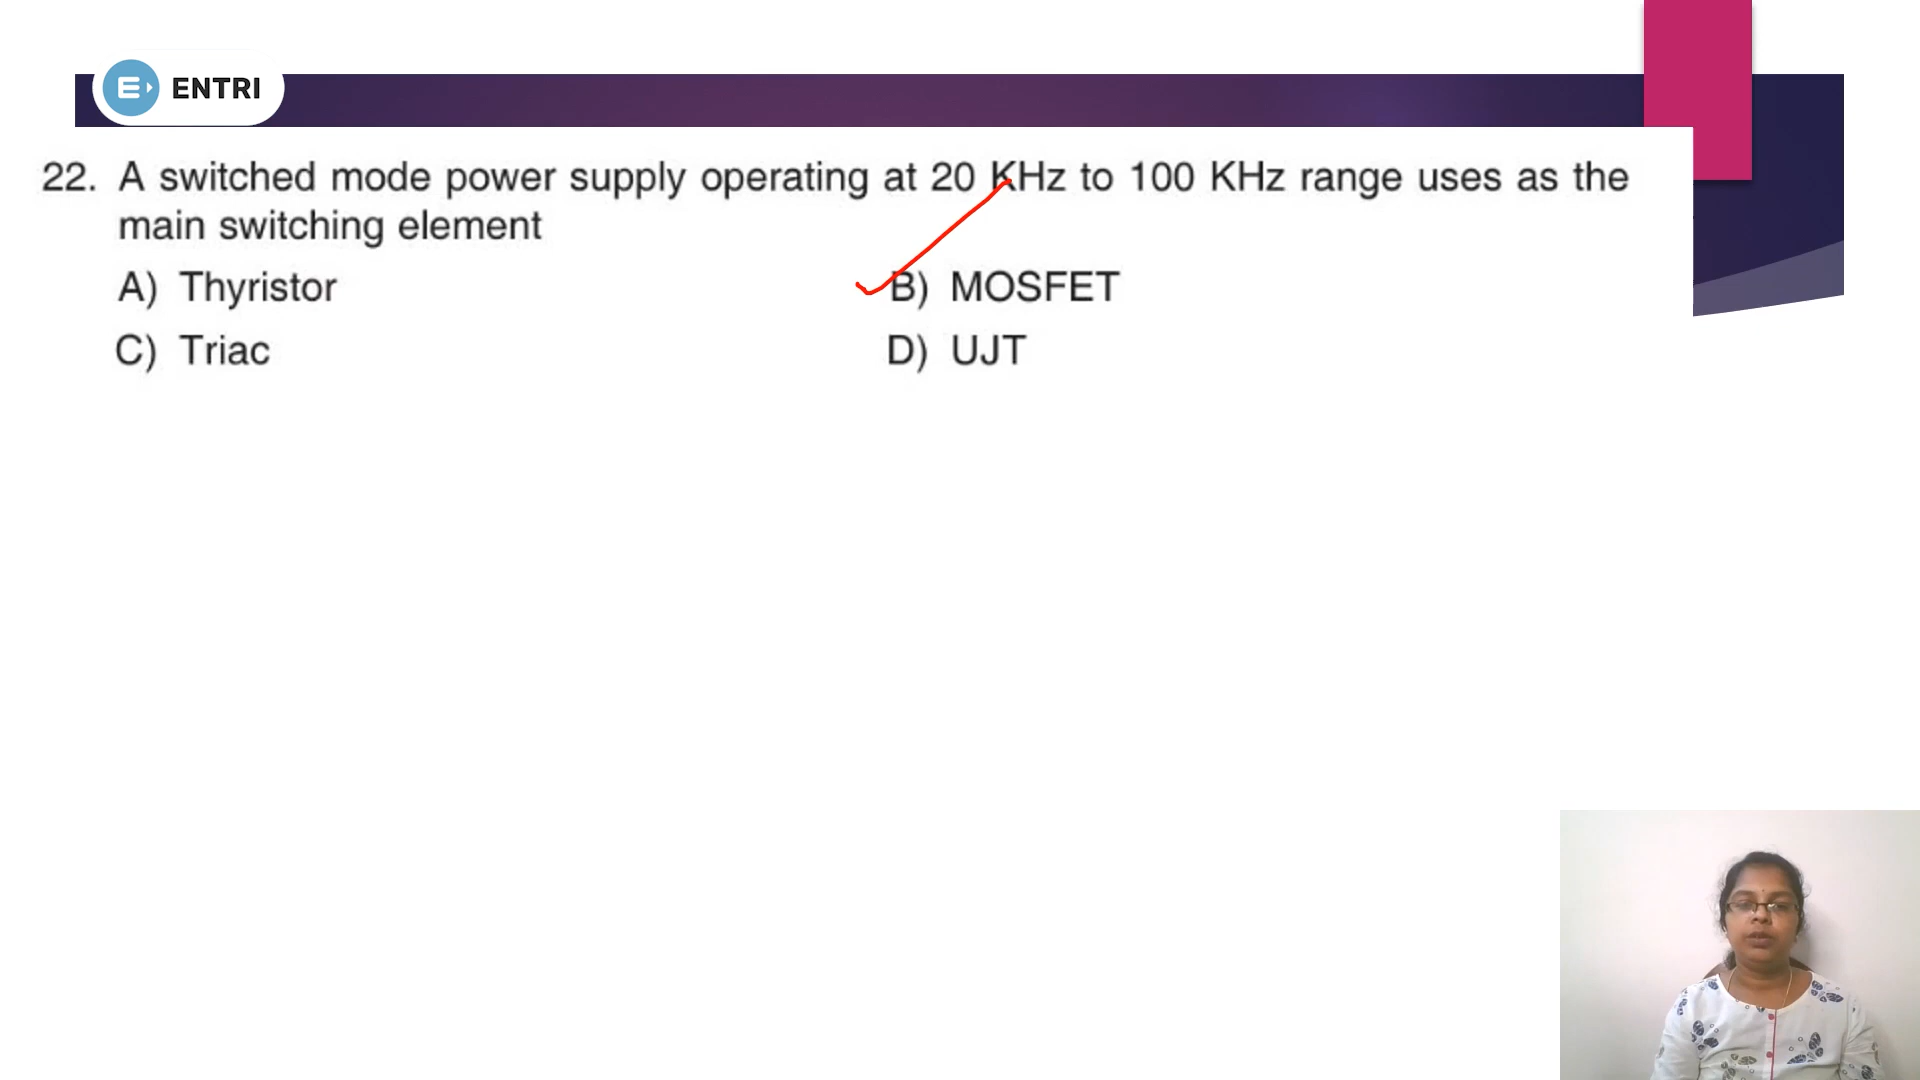 ENTRI
22. A switched mode power supply operating at 20 KHz to 100 KHz range uses as the
main switching element
A) Thyristor B) MOSFET
C) Triac D) UJT